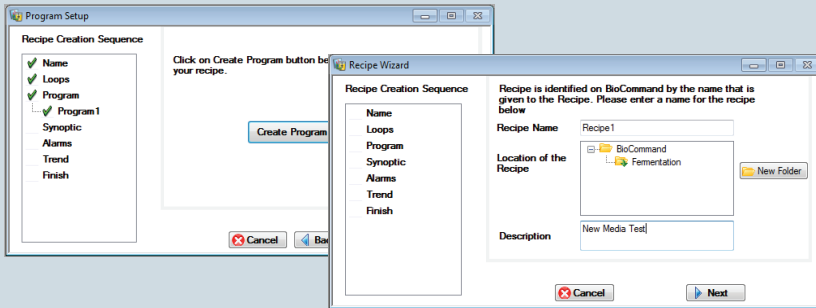 Program Setup
Recipe Creation Sequence
Name
Loops
Program
Program1
Synoptic
Alarms
Trend
Finish
Click on Create Program button be
your recipe.
Create Program
Cancel
Recipe Wizard
Recipe Creation Sequence
Name
Loops
Program
Synoptic
Alarms
Trend
Finish
Recipe is identified on BioCommand by the name that is
given to the Recipe. Please enter a name for the recipe
below
Recipe Name
Recipe1
Location of the
Recipe
BioCommand
Fermentation
New Folder
Description
New Media Test
Cancel
Next